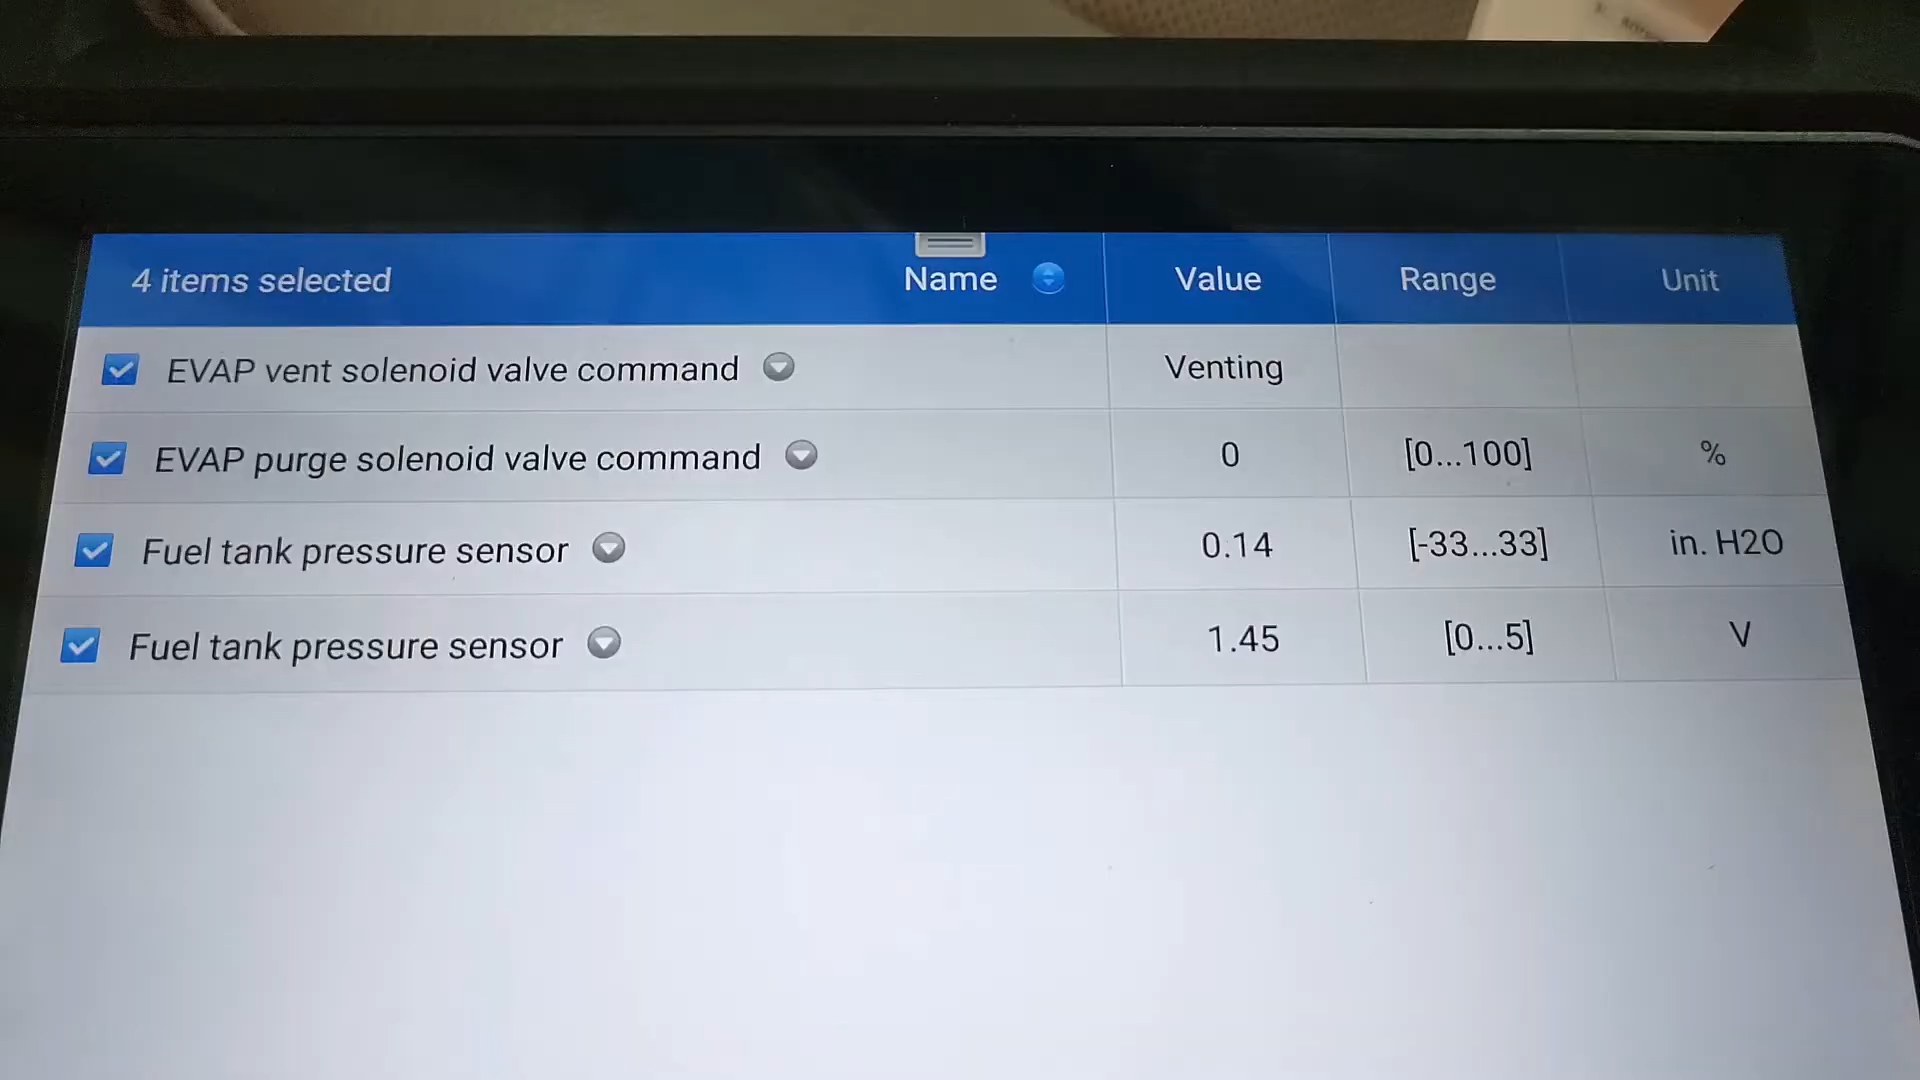 4 items selected Name Value Range Unit
EVAP vent solenoid valve command Venting
EVAP purge solenoid valve command 0 [0...100] %
Fuel tank pressure sensor 0.14 [-33...33] in. H2O
Fuel tank pressure sensor 1.45 [0...5] V